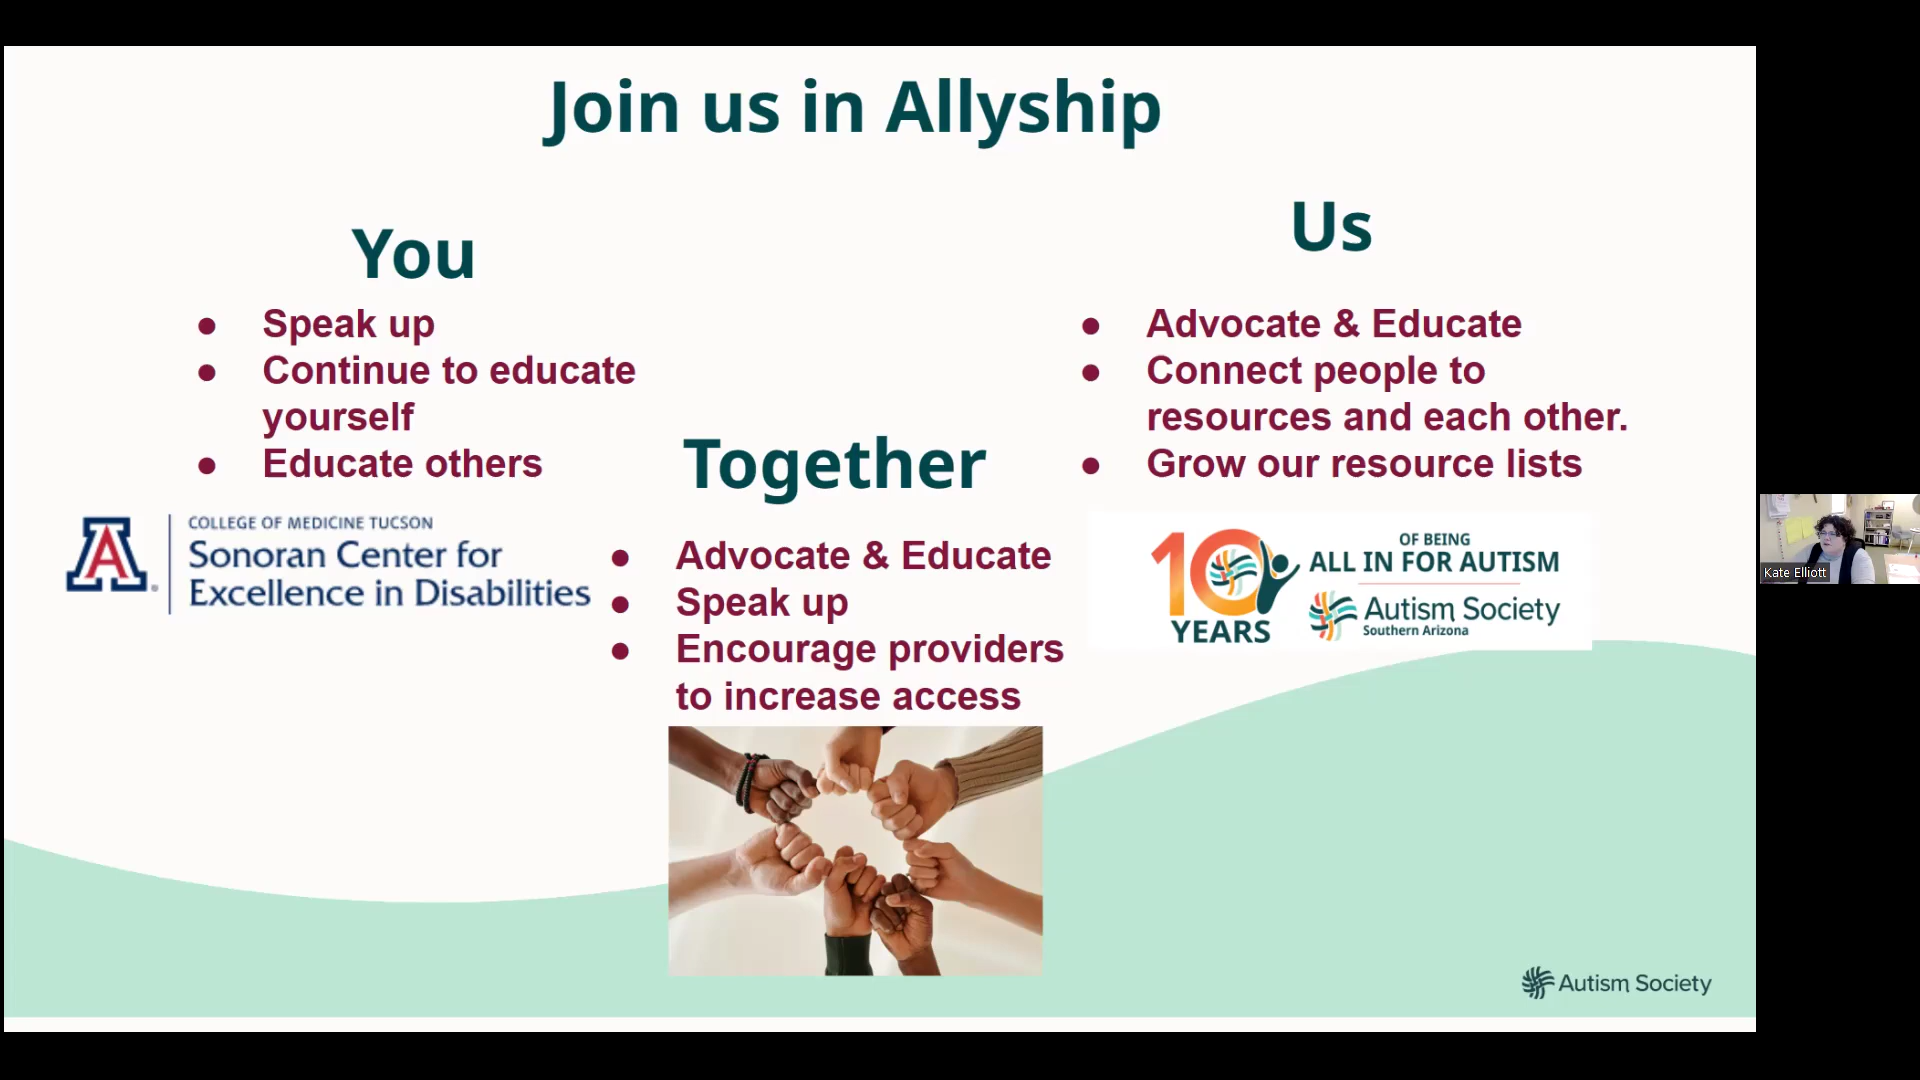 Join us in Allyship
You
● Speak up
● Continue to educate
yourself
● Educate others
A
COLLEGE OF MEDICINE TUCSON
Sonoran Center for
Excellence in Disabilities
Together
● Advocate & Educate
● Speak up
● Encourage providers
to increase access
Us
● Advocate & Educate
● Connect people to
resources and each other.
● Grow our resource lists
10
YEARS
OF BEING
ALL IN FOR AUTISM
Autism Society
Southern Arizona
Autism Society
Kate Elliott